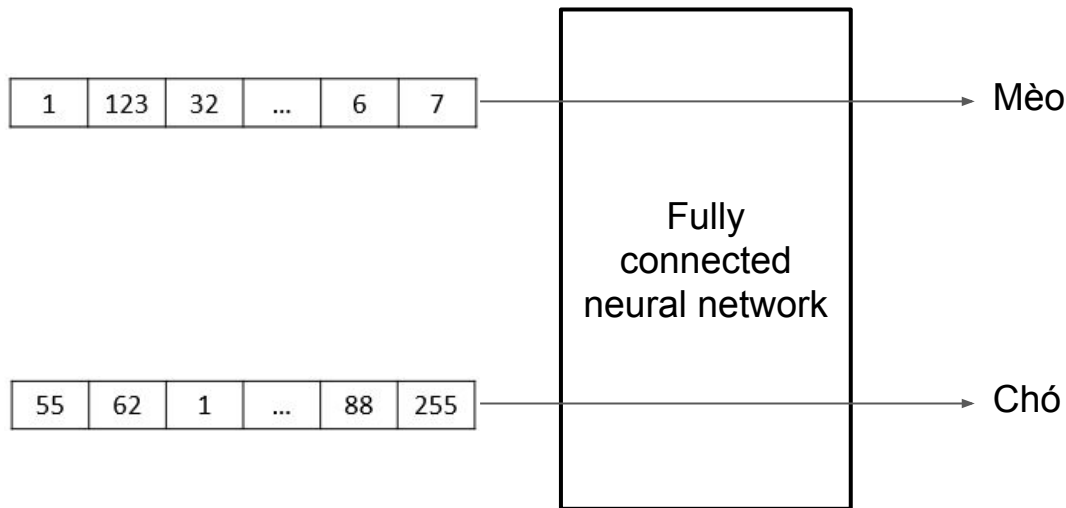 1 123 32 ... 6 7
Mèo
Fully
connected
neural network
55 62 1 ... 88 255
Chó